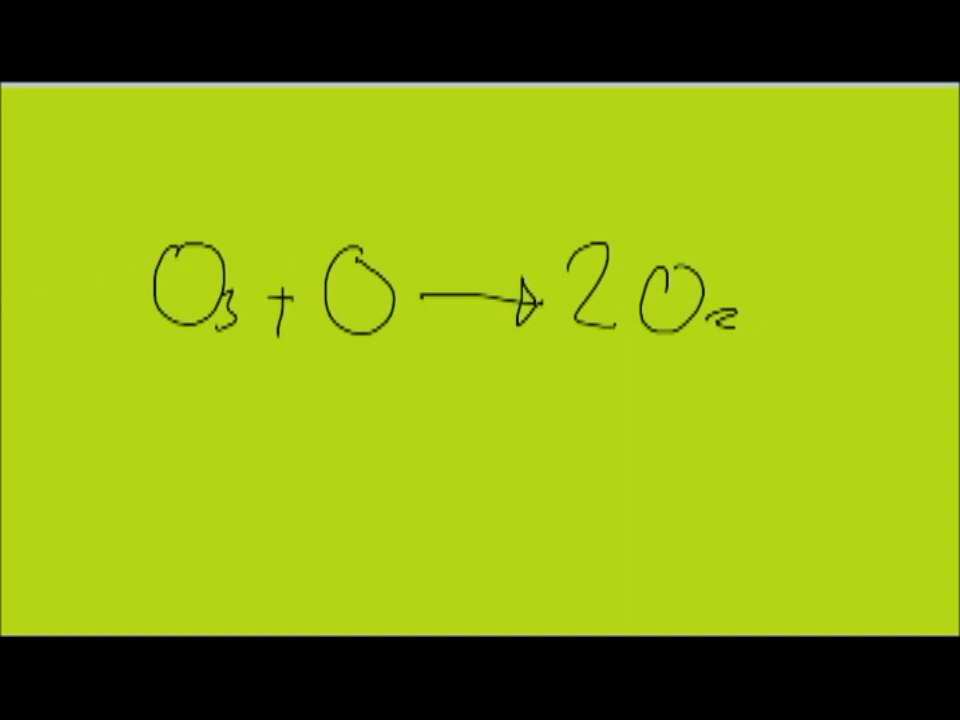 O₃ + O → 2O₂